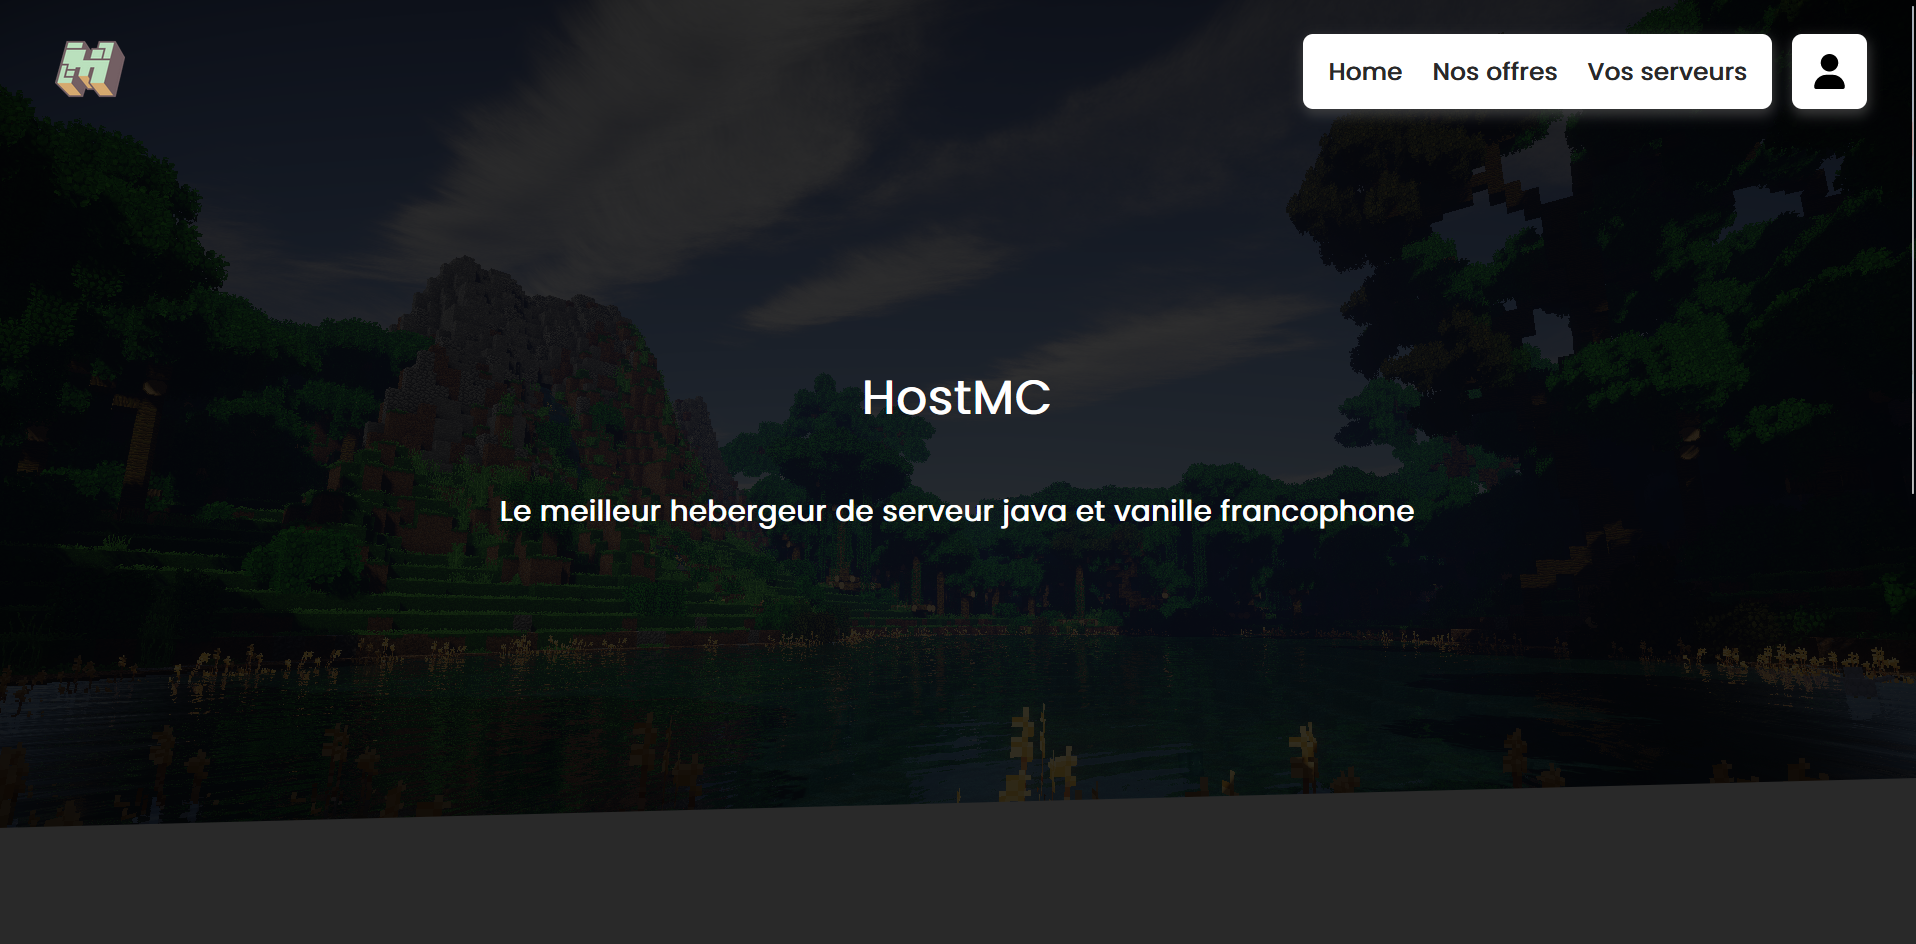 Home
Nos offres
Vos serveurs
HostMC
Le meilleur hebergeur de serveur java et vanille francophone